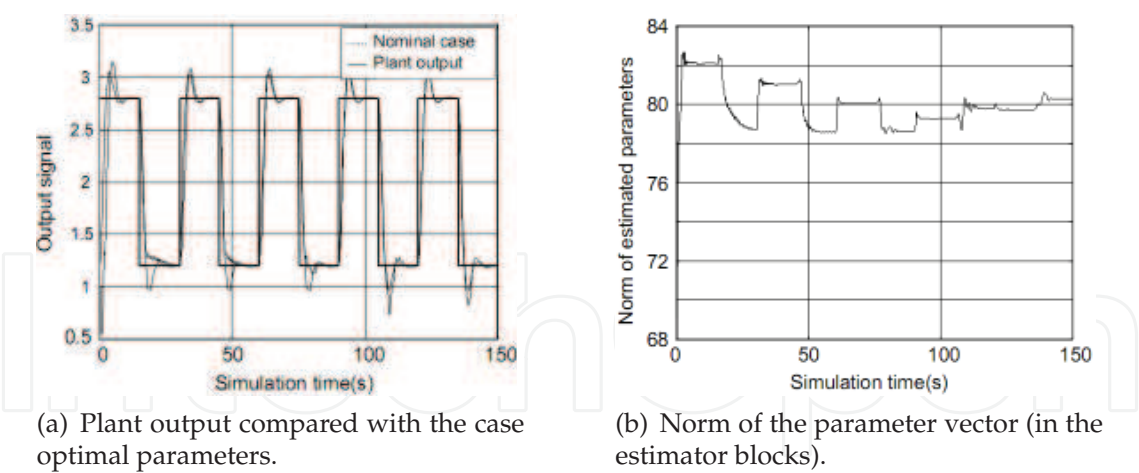 3.5
3
2.5
2
1.5
1
0.5
Output signal
Nominal case
Plant output
0
50
100
150
Simulation time(s)
(a) Plant output compared with the case
optimal parameters.
84
80
76
72
68
Norm of estimated parameters
0
50
100
150
Simulation time(s)
(b) Norm of the parameter vector (in the
estimator blocks).